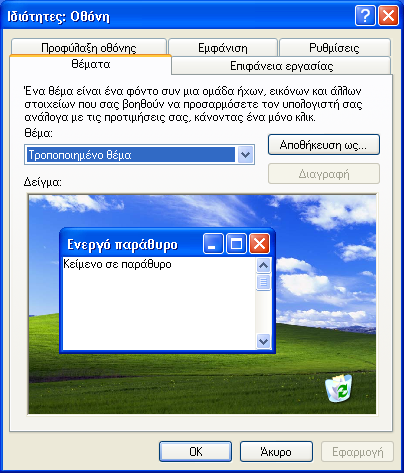 Ιδιότητες: Οθόνη
Προφύλαξη οθόνης Εμφάνιση Ρυθμίσεις
Θέματα Επιφάνεια εργασίας
Ένα θέμα είναι ένα φόντο συν μια ομάδα ήχων, εικόνων και άλλων
στοιχείων που σας βοηθούν να προσαρμόσετε τον υπολογιστή σας
ανάλογα με τις προτιμήσεις σας, κάνοντας ένα μόνο κλικ.
Θέμα:
Τροποποιημένο θέμα Αποθήκευση ως...
Διαγραφή
Δείγμα:
Ενεργό παράθυρο
Κείμενο σε παράθυρο
OK Άκυρο Εφαρμογή